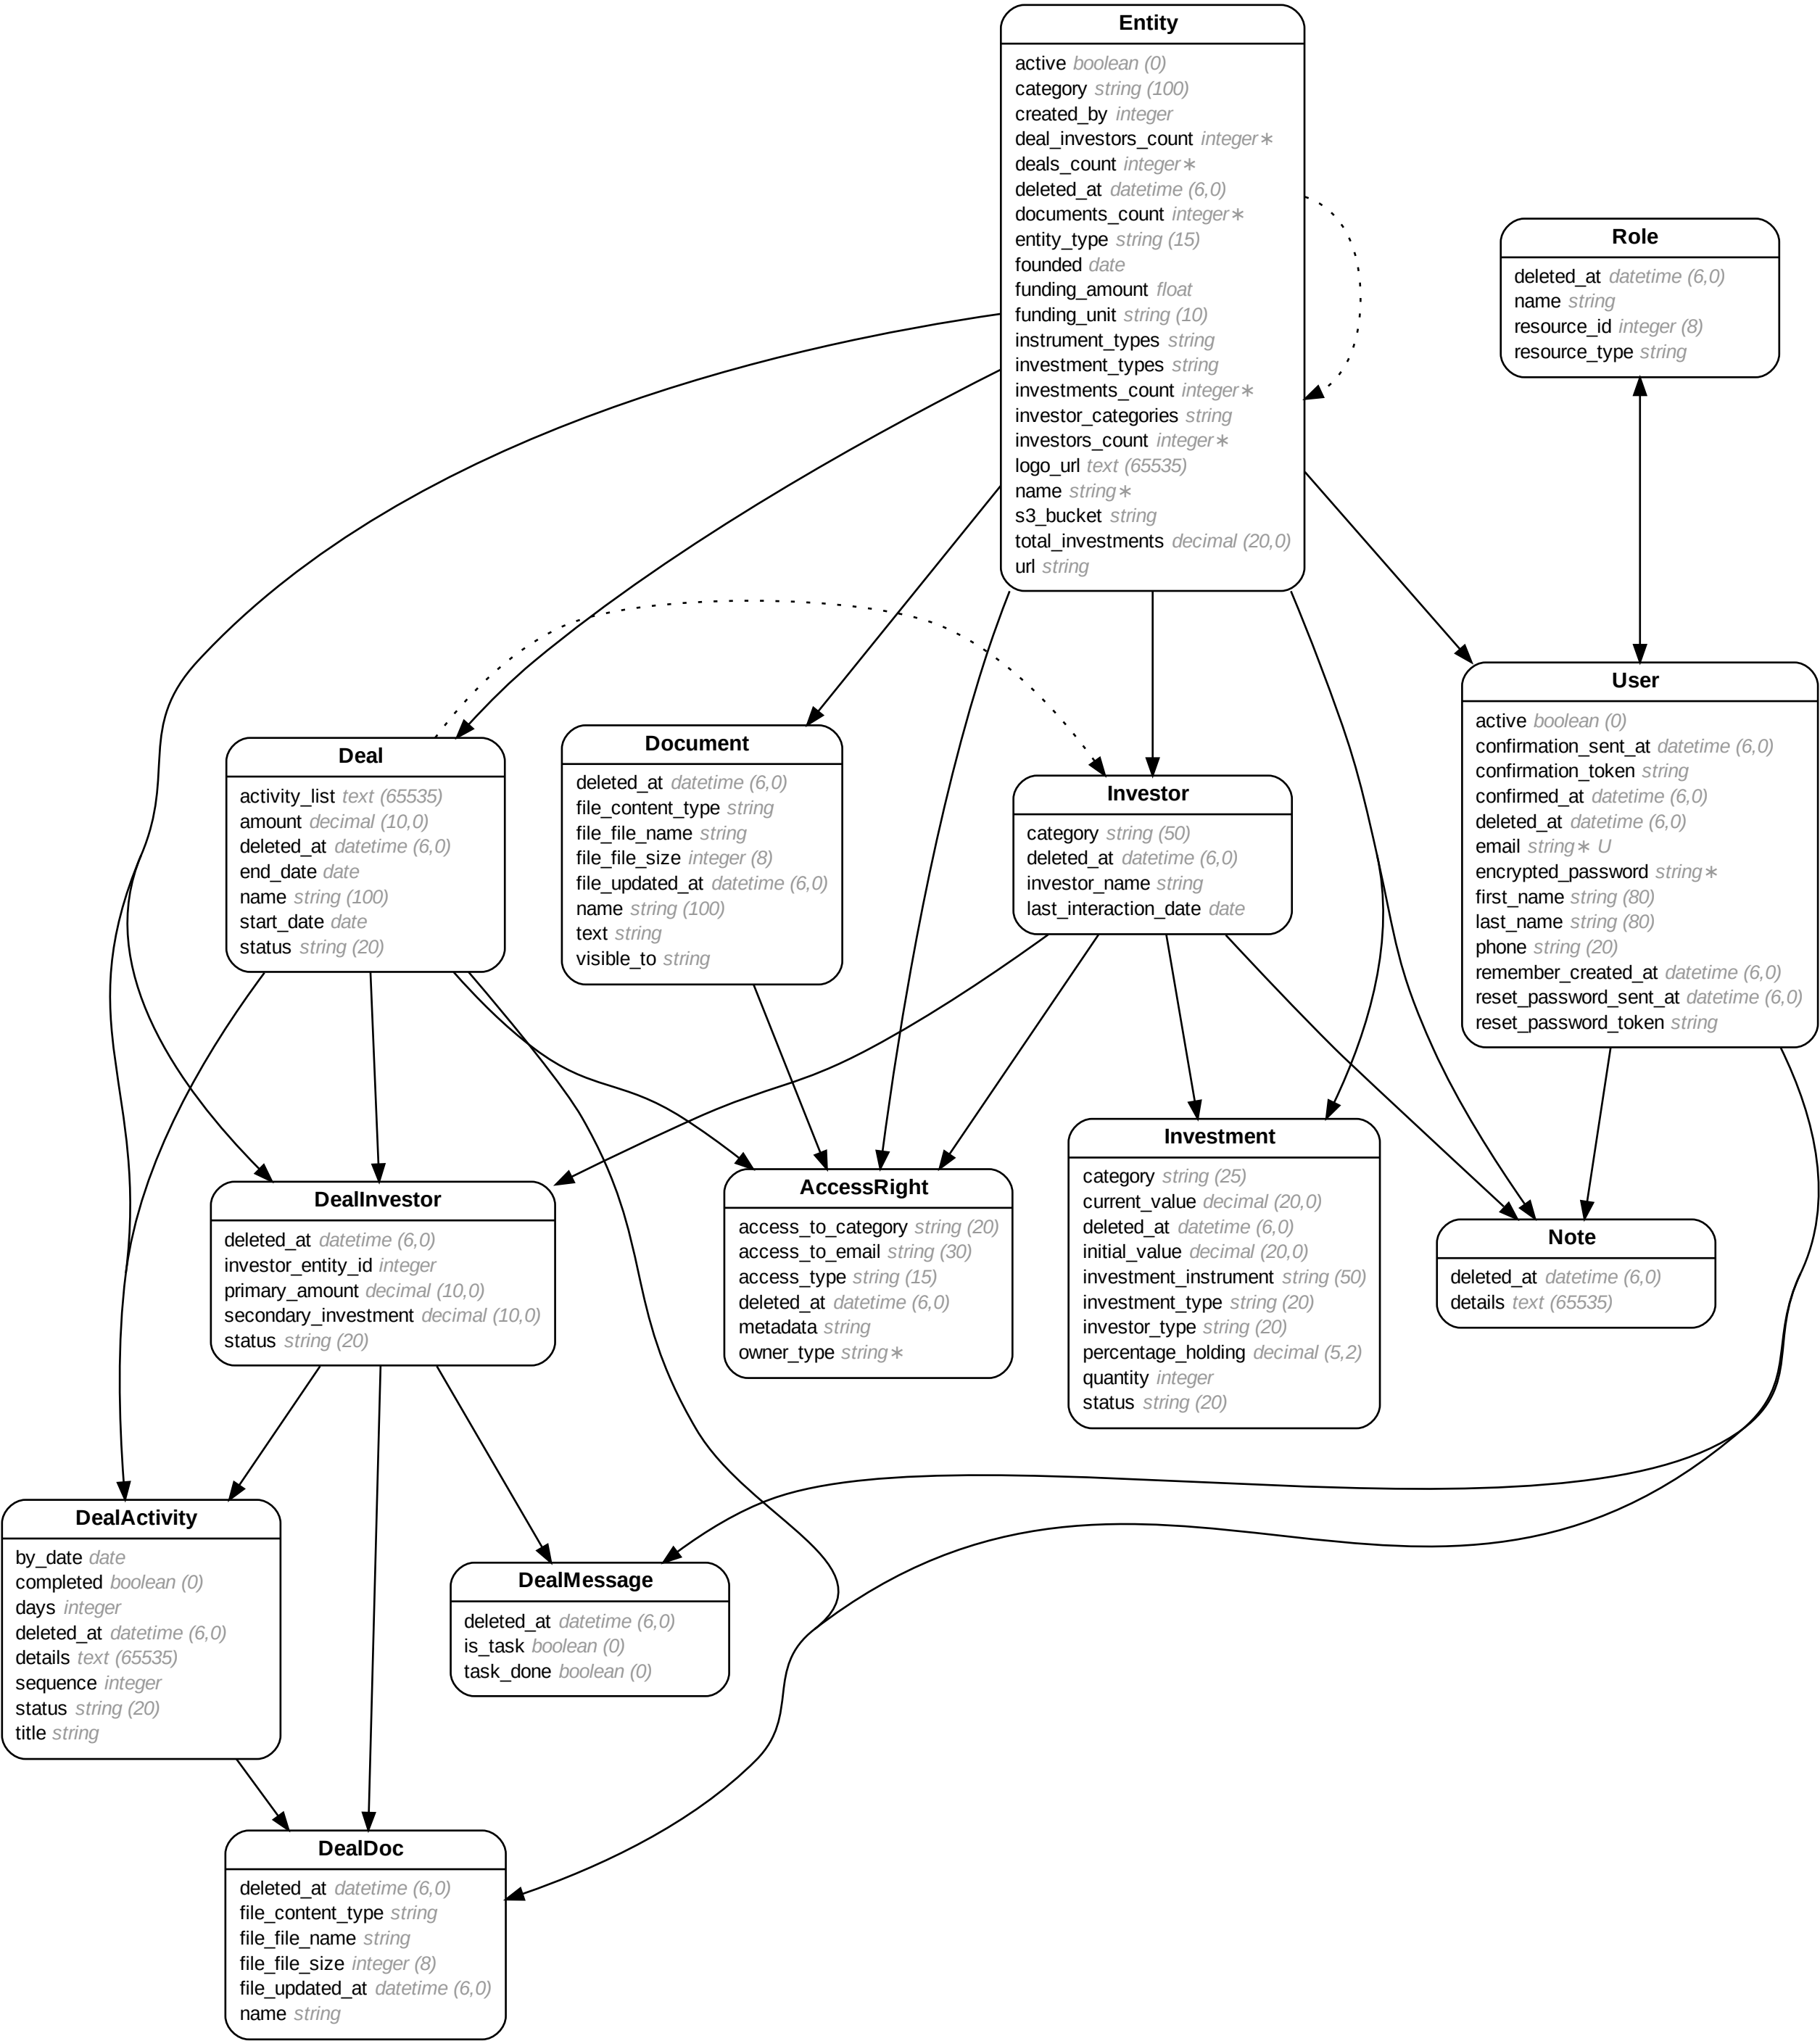 Entity
active boolean (0)
category string (100)
created_by integer
deal_investors_count integer∗
deals_count integer∗
deleted_at datetime (6,0)
documents_count integer∗
entity_type string (15)
founded date
funding_amount float
funding_unit string (10)
instrument_types string
investment_types string
investments_count integer∗
investor_categories string
investors_count integer∗
logo_url text (65535)
name string∗
s3_bucket string
total_investments decimal (20,0)
url string
Role
deleted_at datetime (6,0)
name string
resource_id integer (8)
resource_type string
User
active boolean (0)
confirmation_sent_at datetime (6,0)
confirmation_token string
confirmed_at datetime (6,0)
deleted_at datetime (6,0)
email string∗ U
encrypted_password string∗
first_name string (80)
last_name string (80)
phone string (20)
remember_created_at datetime (6,0)
reset_password_sent_at datetime (6,0)
reset_password_token string
Deal
activity_list text (65535)
amount decimal (10,0)
deleted_at datetime (6,0)
end_date date
name string (100)
start_date date
status string (20)
Document
deleted_at datetime (6,0)
file_content_type string
file_file_name string
file_file_size integer (8)
file_updated_at datetime (6,0)
name string (100)
text string
visible_to string
Investor
category string (50)
deleted_at datetime (6,0)
investor_name string
last_interaction_date date
DealInvestor
deleted_at datetime (6,0)
investor_entity_id integer
primary_amount decimal (10,0)
secondary_investment decimal (10,0)
status string (20)
AccessRight
access_to_category string (20)
access_to_email string (30)
access_type string (15)
deleted_at datetime (6,0)
metadata string
owner_type string∗
Investment
category string (25)
current_value decimal (20,0)
deleted_at datetime (6,0)
initial_value decimal (20,0)
investment_instrument string (50)
investment_type string (20)
investor_type string (20)
percentage_holding decimal (5,2)
quantity integer
status string (20)
Note
deleted_at datetime (6,0)
details text (65535)
DealActivity
by_date date
completed boolean (0)
days integer
deleted_at datetime (6,0)
details text (65535)
sequence integer
status string (20)
title string
DealMessage
deleted_at datetime (6,0)
is_task boolean (0)
task_done boolean (0)
DealDoc
deleted_at datetime (6,0)
file_content_type string
file_file_name string
file_file_size integer (8)
file_updated_at datetime (6,0)
name string